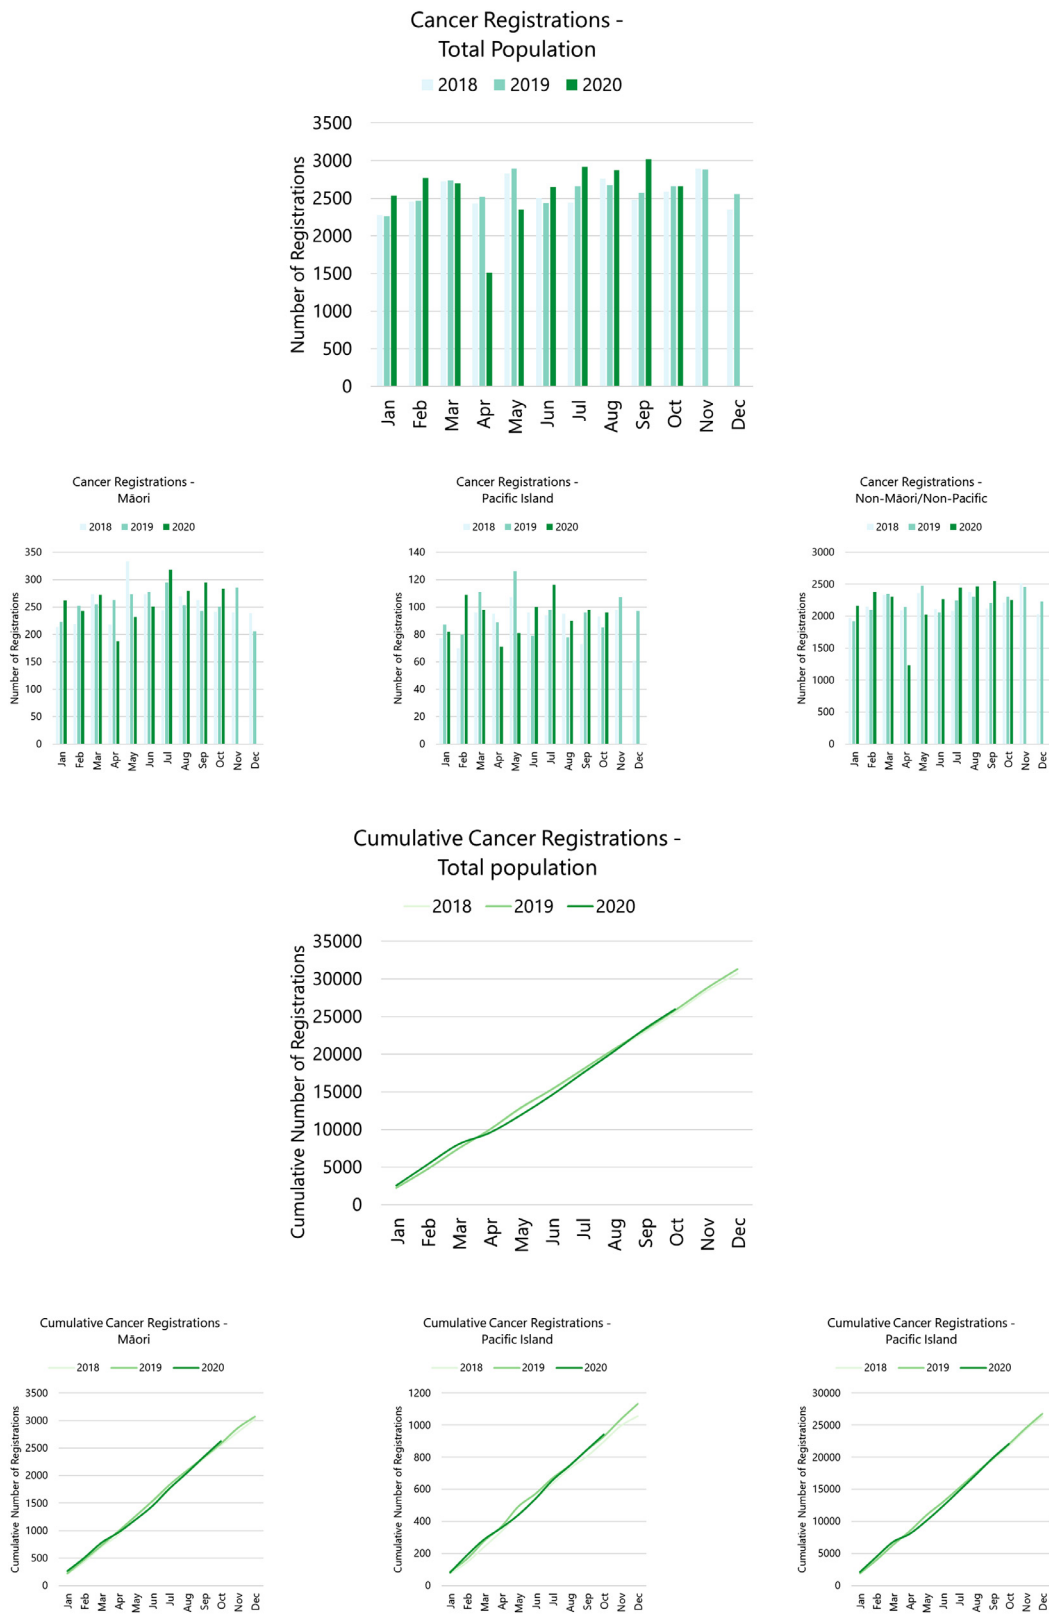 Cancer Registrations -
Total Population
2018 2019 2020
Number of Registrations
3500
3000
2500
2000
1500
1000
500
0
Jan Feb Mar Apr May Jun Jul Aug Sep Oct Nov Dec
Cancer Registrations -
Māori
2018 2019 2020
Number of Registrations
350
300
250
200
150
100
50
0
Jan Feb Mar Apr May Jun Jul Aug Sep Oct Nov Dec
Cancer Registrations -
Pacific Island
2018 2019 2020
Number of Registrations
140
120
100
80
60
40
20
0
Jan Feb Mar Apr May Jun Jul Aug Sep Oct Nov Dec
Cancer Registrations -
Non-Māori/Non-Pacific
2018 2019 2020
Number of Registrations
3000
2500
2000
1500
1000
500
0
Jan Feb Mar Apr May Jun Jul Aug Sep Oct Nov Dec
Cumulative Cancer Registrations -
Total population
2018 2019 2020
Cumulative Number of Registrations
35000
30000
25000
20000
15000
10000
5000
0
Jan Feb Mar Apr May Jun Jul Aug Sep Oct Nov Dec
Cumulative Cancer Registrations -
Māori
2018 2019 2020
Cumulative Number of Registrations
3500
3000
2500
2000
1500
1000
500
0
Jan Feb Mar Apr May Jun Jul Aug Sep Oct Nov Dec
Cumulative Cancer Registrations -
Pacific Island
2018 2019 2020
Cumulative Number of Registrations
1200
1000
800
600
400
200
0
Jan Feb Mar Apr May Jun Jul Aug Sep Oct Nov Dec
Cumulative Cancer Registrations -
Pacific Island
2018 2019 2020
Cumulative Number of Registrations
30000
25000
20000
15000
10000
5000
0
Jan Feb Mar Apr May Jun Jul Aug Sep Oct Nov Dec